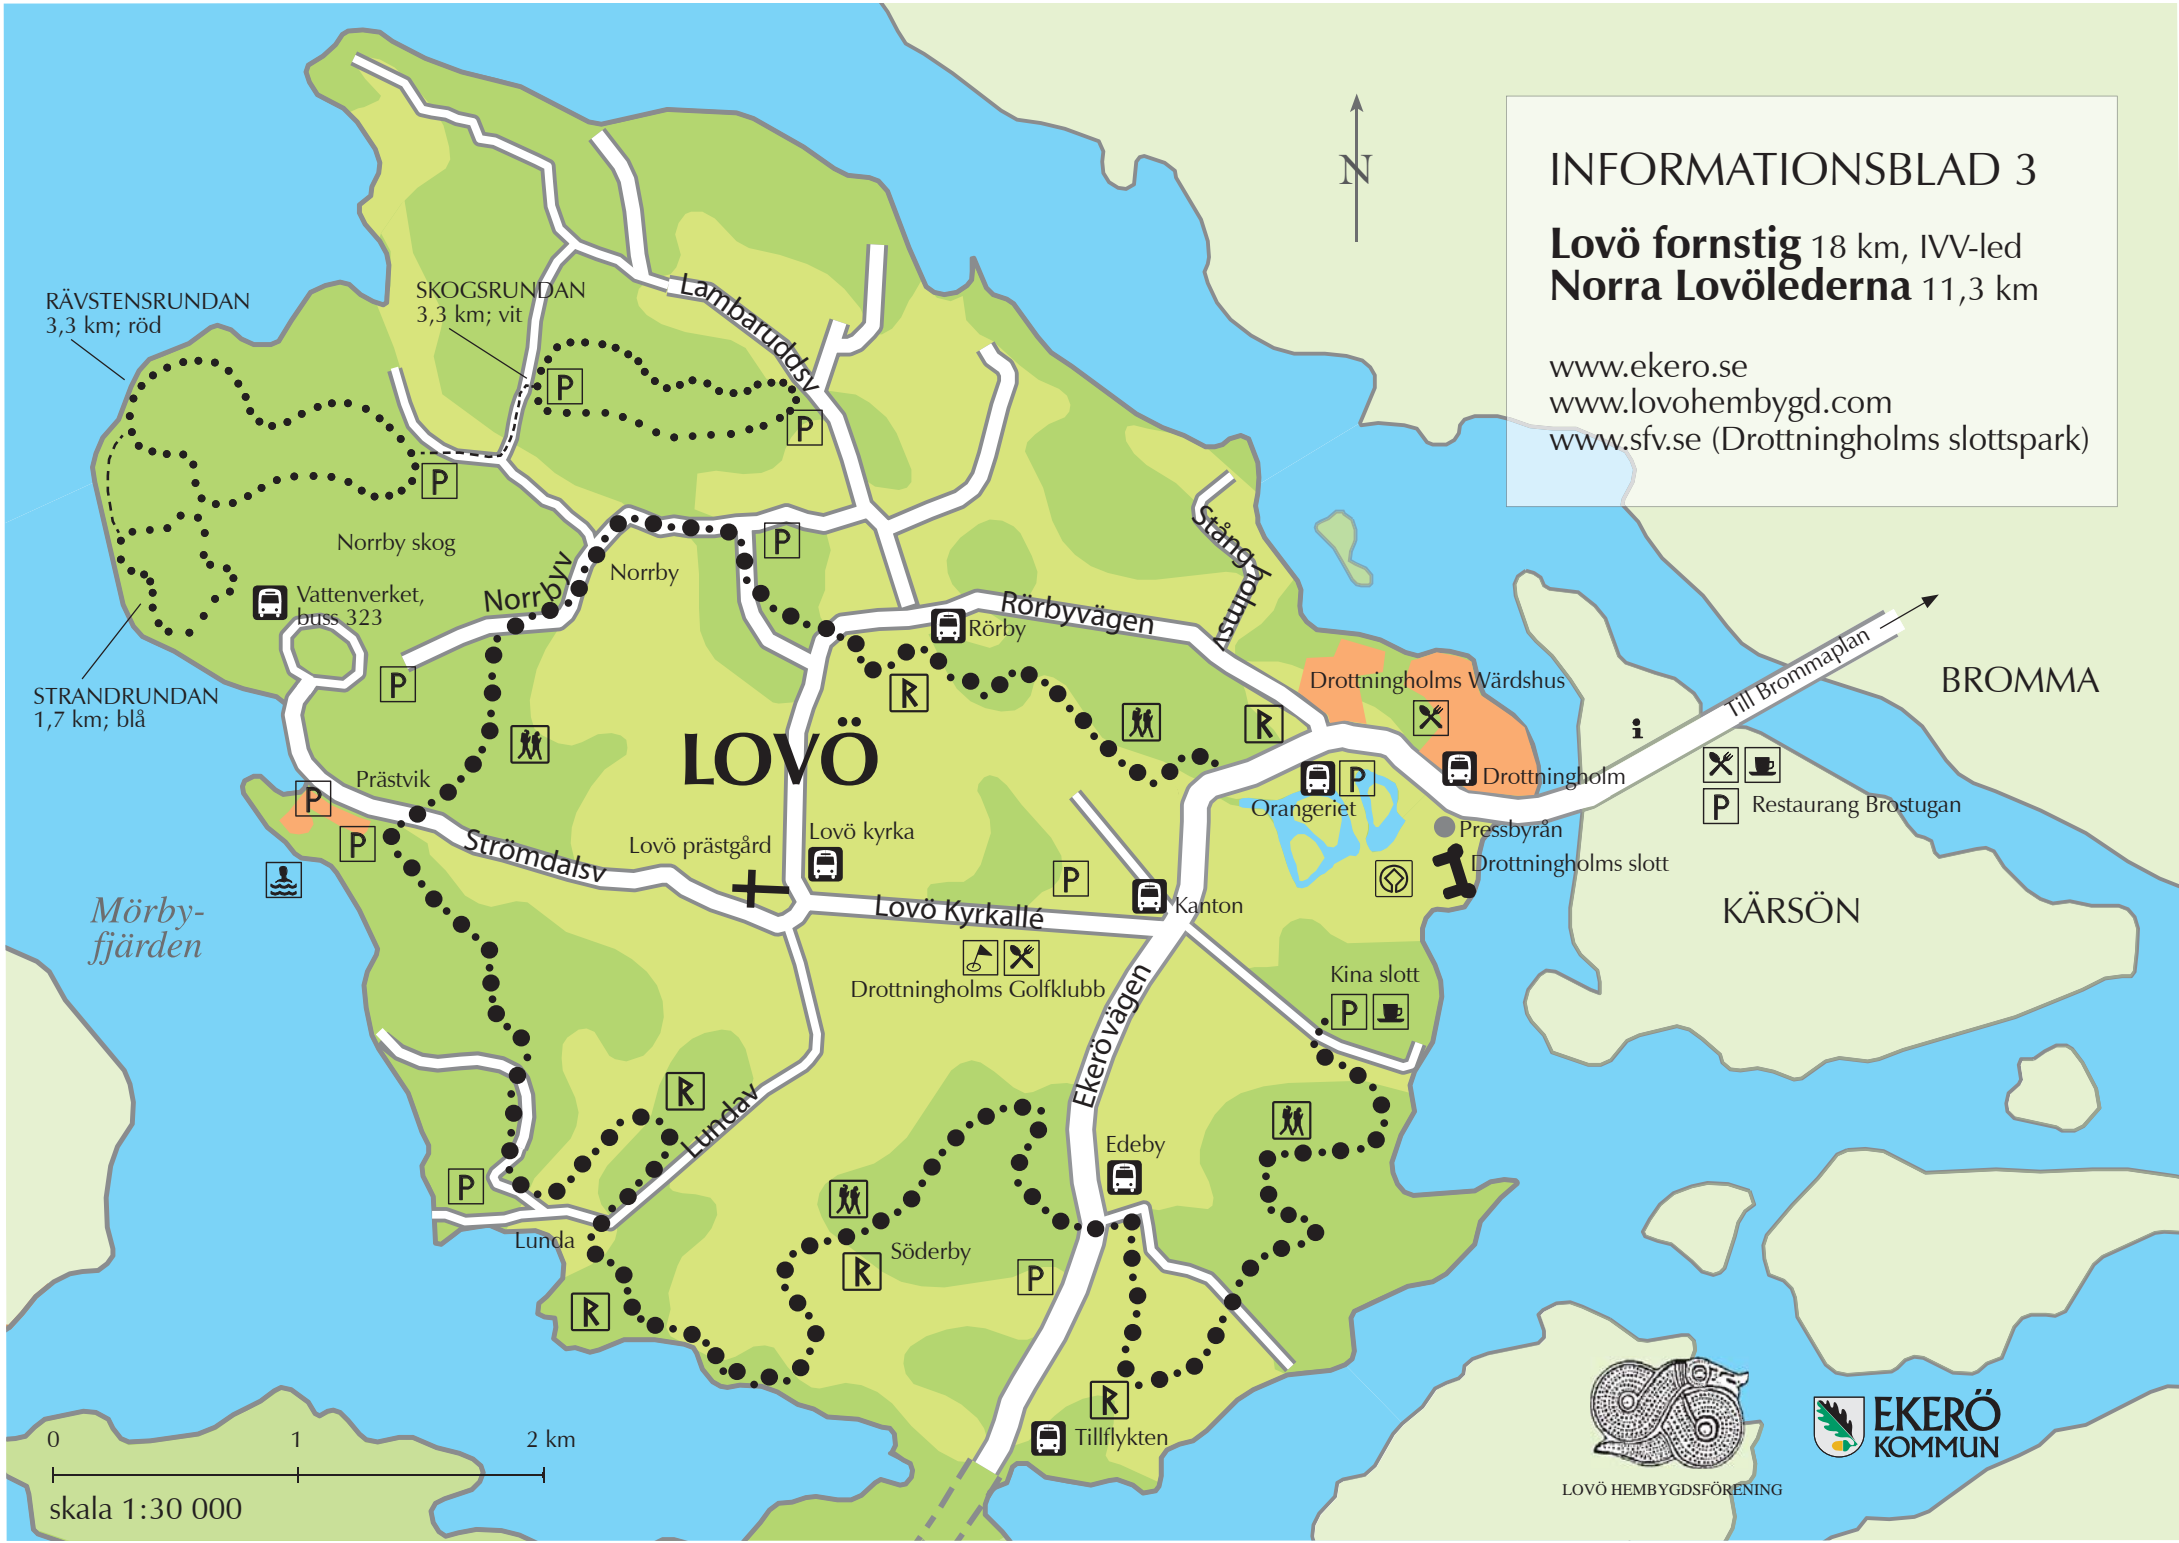 INFORMATIONSBLAD 3
Lovö fornstig 18 km, IVV-led
Norra Lovölederna 11,3 km
www.ekero.se
www.lovohembygd.com
www.sfv.se (Drottningholms slottspark)
N
RÄVSTENSRUNDAN
3,3 km; röd
SKOGSRUNDAN
3,3 km; vit
Lambaruddsv
P
P
P
Norrby skog
Stångholmsv
P
Norrbyv
Norrby
Vattenverket,
buss 323
Rörbyvägen
Rörby
R
P
STRANDRUNDAN
1,7 km; blå
Drottningholms Wärdshus
R
Till Brommaplan
BROMMA
i
LOVÖ
Prästvik
P
P
Drottningholm
P
Orangeriet
P
Restaurang Brostugan
Pressbyrån
Drottningholms slott
Strömdalsv
Lovö prästgård
Lovö kyrka
P
Kanton
Lovö Kyrkallé
KÄRSÖN
Mörby-
fjärden
Drottningholms Golfklubb
Kina slott
P
Ekerövägen
R
Lundav
Edeby
P
Lunda
Söderby
R
P
R
R
Tillflykten
0 1 2 km
skala 1:30 000
LOVÖ HEMBYGDSFÖRENING
EKERÖ
KOMMUN